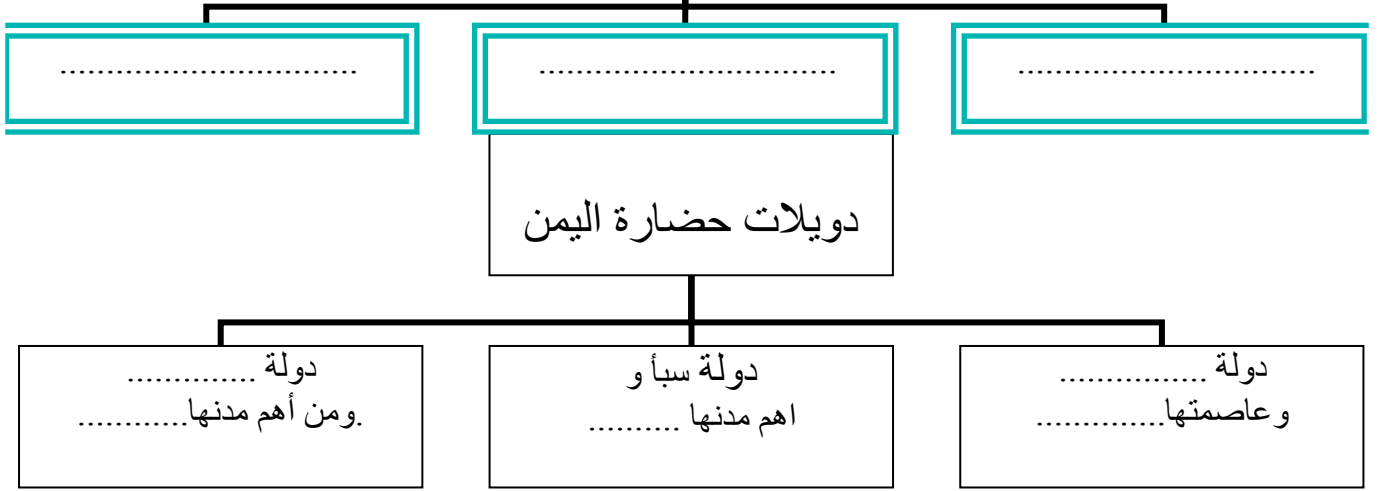 ................................
................................
................................
دويلات حضارة اليمن
دولة ................
وعاصمتها..............
دولة سبأ و
اهم مدنها ..........
دولة ..............
ومن أهم مدنها.............